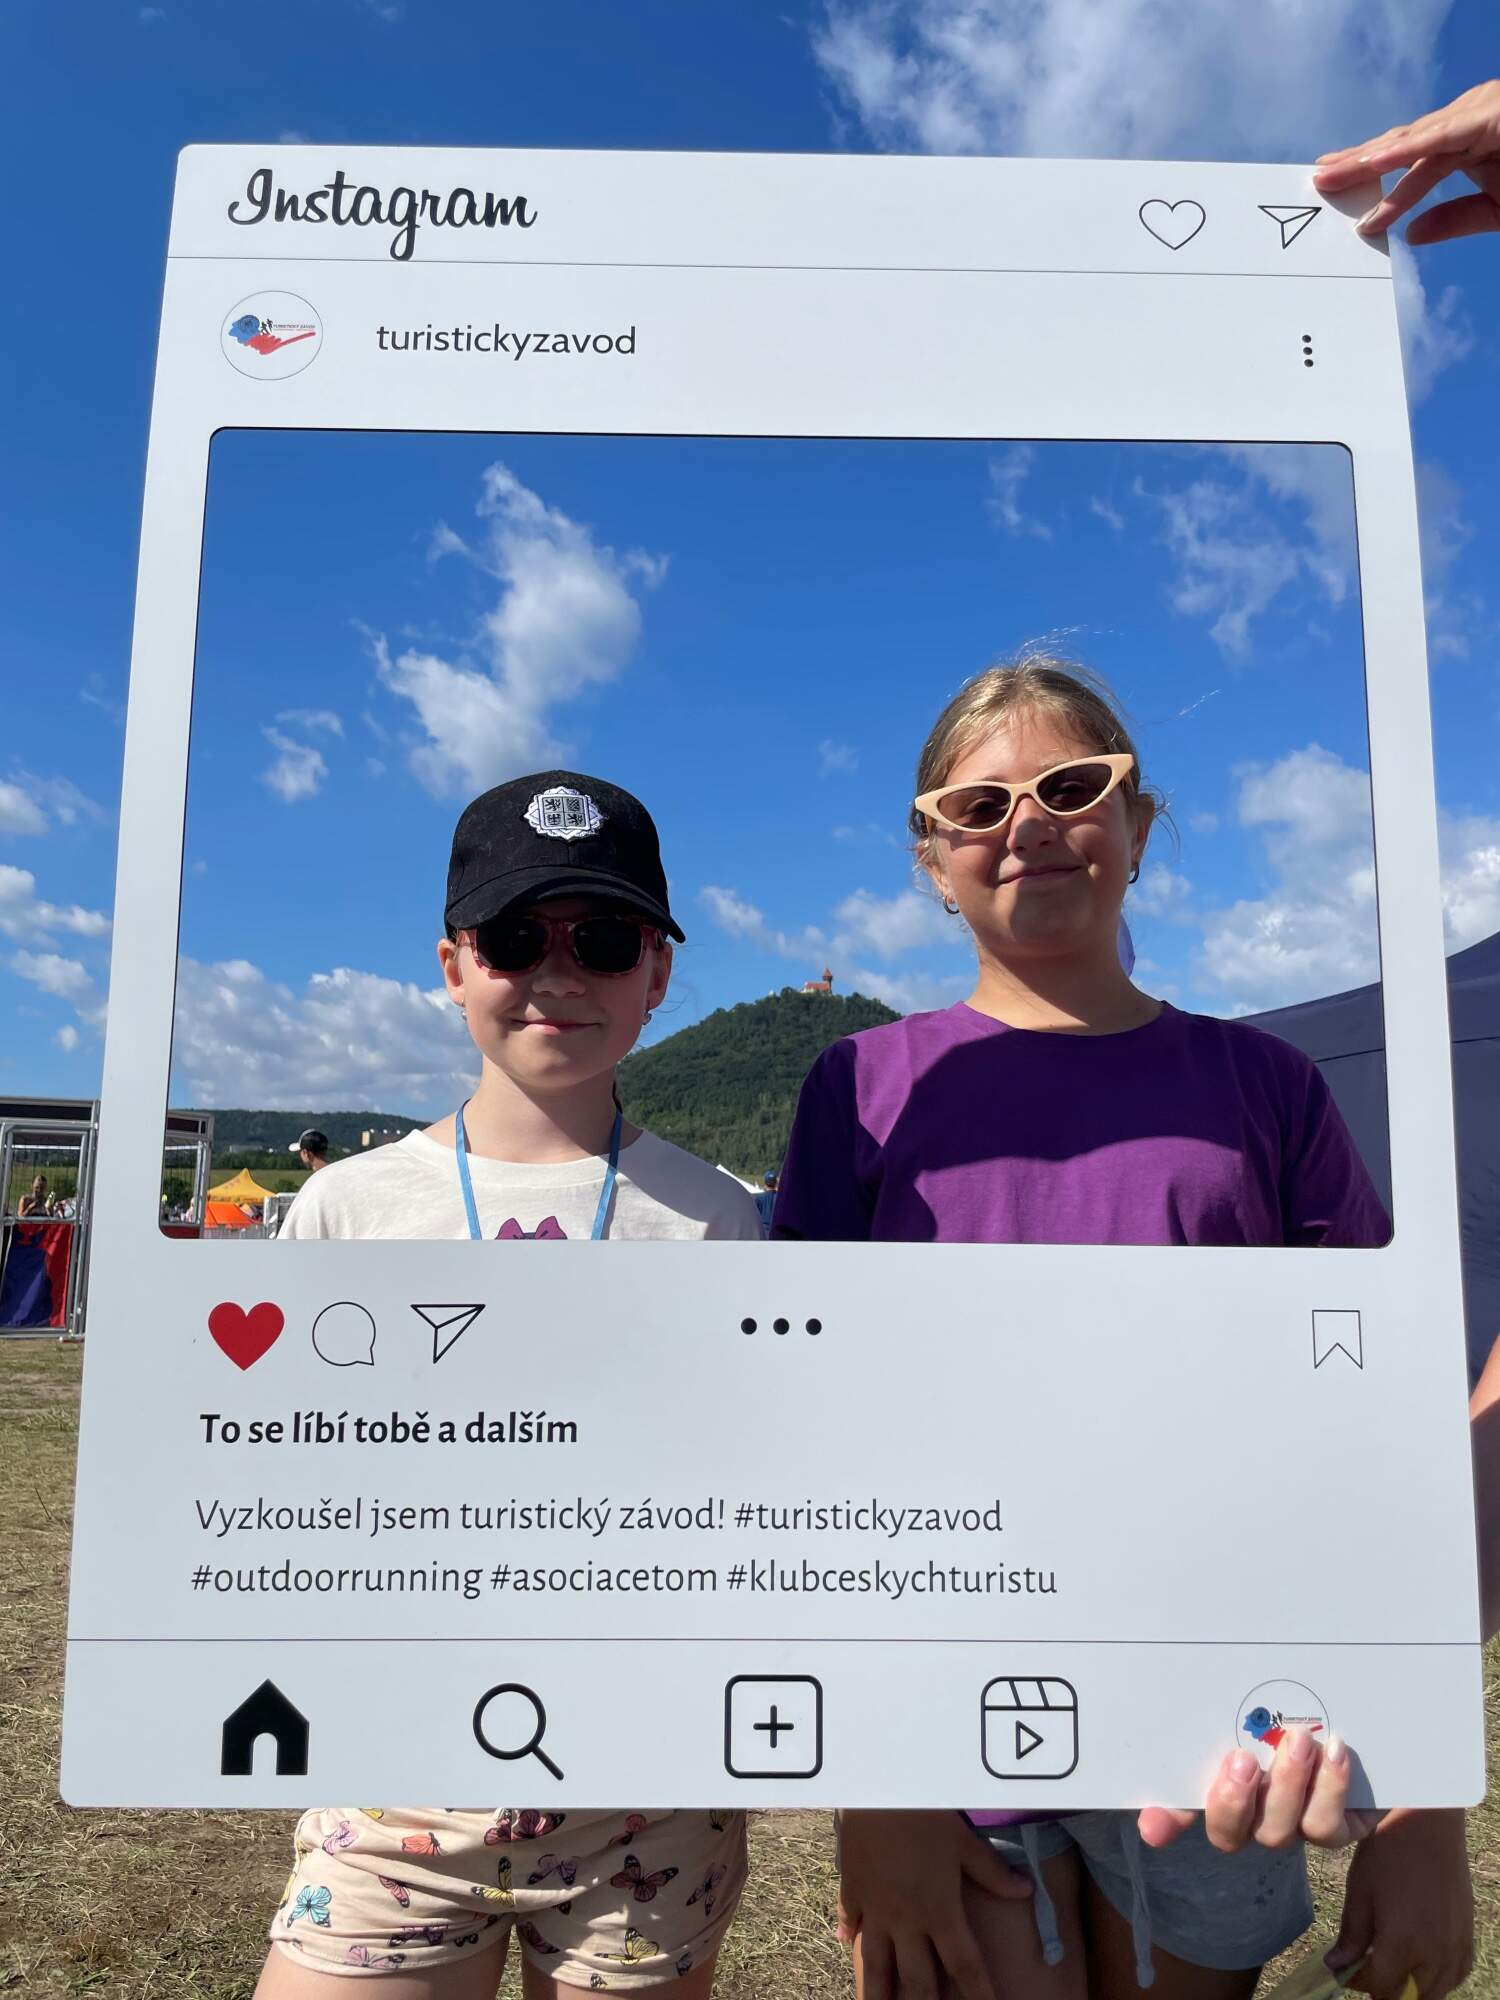 Instagram
turistickyzavod
To se líbí tobě a dalším
Vyzkoušel jsem turistický závod! #turistickyzavod
#outdoorrunning #asociacetom #klubceskychturistu